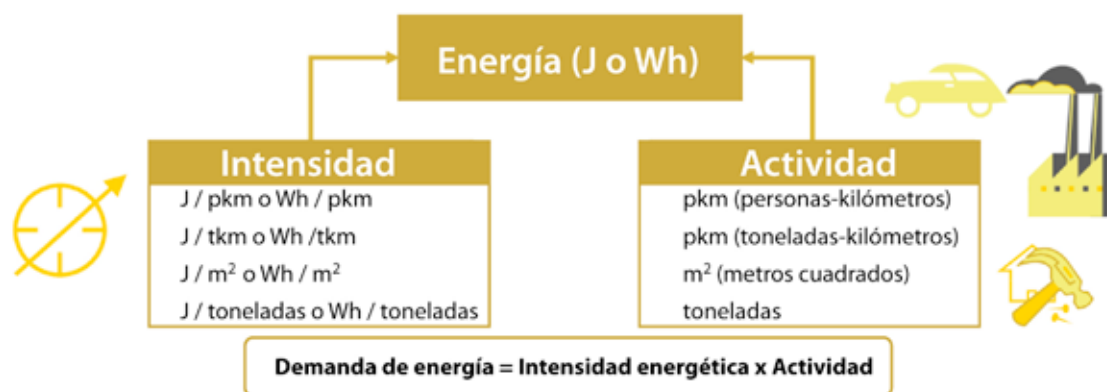 Energía (J o Wh)
Intensidad
J / pkm o Wh / pkm
J / tkm o Wh /tkm
J / m² o Wh / m²
J / toneladas o Wh / toneladas
Actividad
pkm (personas-kilómetros)
pkm (toneladas-kilómetros)
m² (metros cuadrados)
toneladas
Demanda de energía = Intensidad energética x Actividad